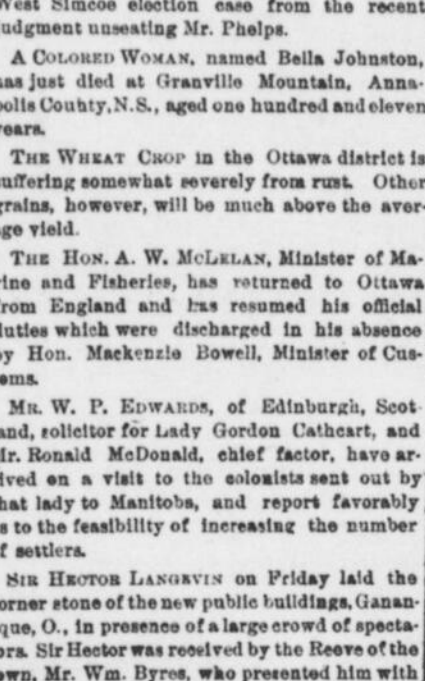 West Simcoe election case from the recent
judgment unseating Mr. Phelps.
A COLORED WOMAN, named Bella Johnston,
has just died at Granville Mountain, Anna-
polis County, N.S., aged one hundred and eleven
years.
THE WHEAT CROP in the Ottawa district is
suffering somewhat severely from rust. Other
grains, however, will be much above the aver-
age yield.
THE HON. A. W. MCLELAN, Minister of Ma-
rine and Fisheries, has returned to Ottawa
from England and has resumed his official
duties which were discharged in his absence
by Hon. Mackenzie Bowell, Minister of Cus-
toms.
MR. W. P. EDWARDS, of Edinburgh, Scot-
land, solicitor for Lady Gordon Cathcart, and
Mr. Ronald McDonald, chief factor, have ar-
rived on a visit to the colonists sent out by
that lady to Manitoba, and report favorably
as to the feasibility of increasing the number
of settlers.
SIR HECTOR LANGEVIN on Friday laid the
corner stone of the new public buildings, Ganan-
oque, O., in presence of a large crowd of specta-
tors. Sir Hector was received by the Reeve of the
town, Mr. Wm. Byres, who presented him with